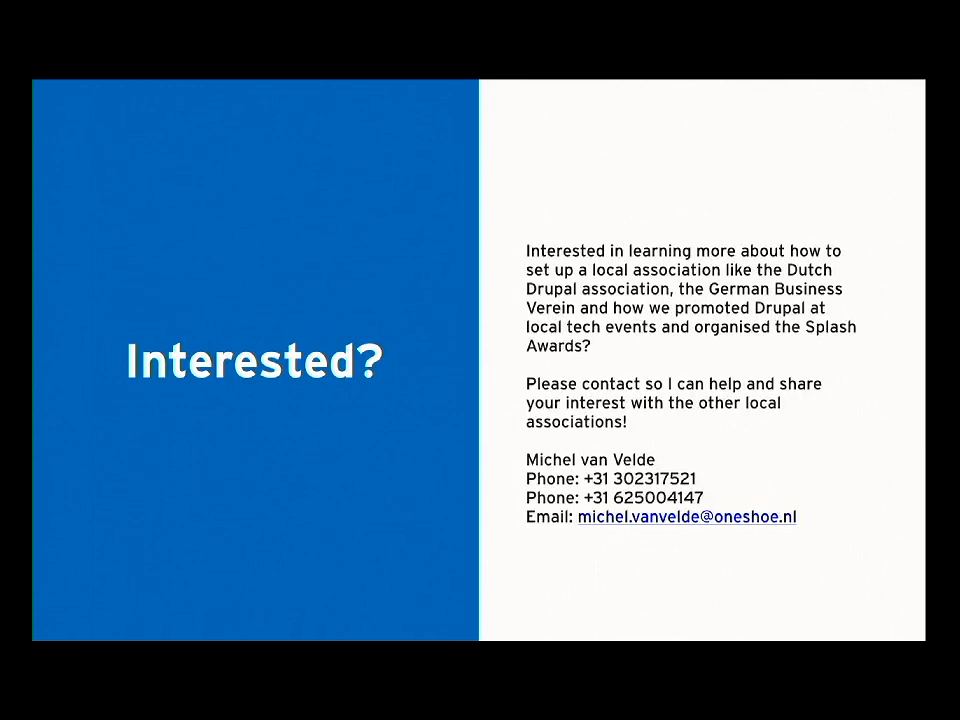 Interested?
Interested in learning more about how to
set up a local association like the Dutch
Drupal association, the German Business
Verein and how we promoted Drupal at
local tech events and organised the Splash
Awards?
Please contact so I can help and share
your interest with the other local
associations!
Michel van Velde
Phone: +31 302317521
Phone: +31 625004147
Email: michel.vanvelde@oneshoe.nl